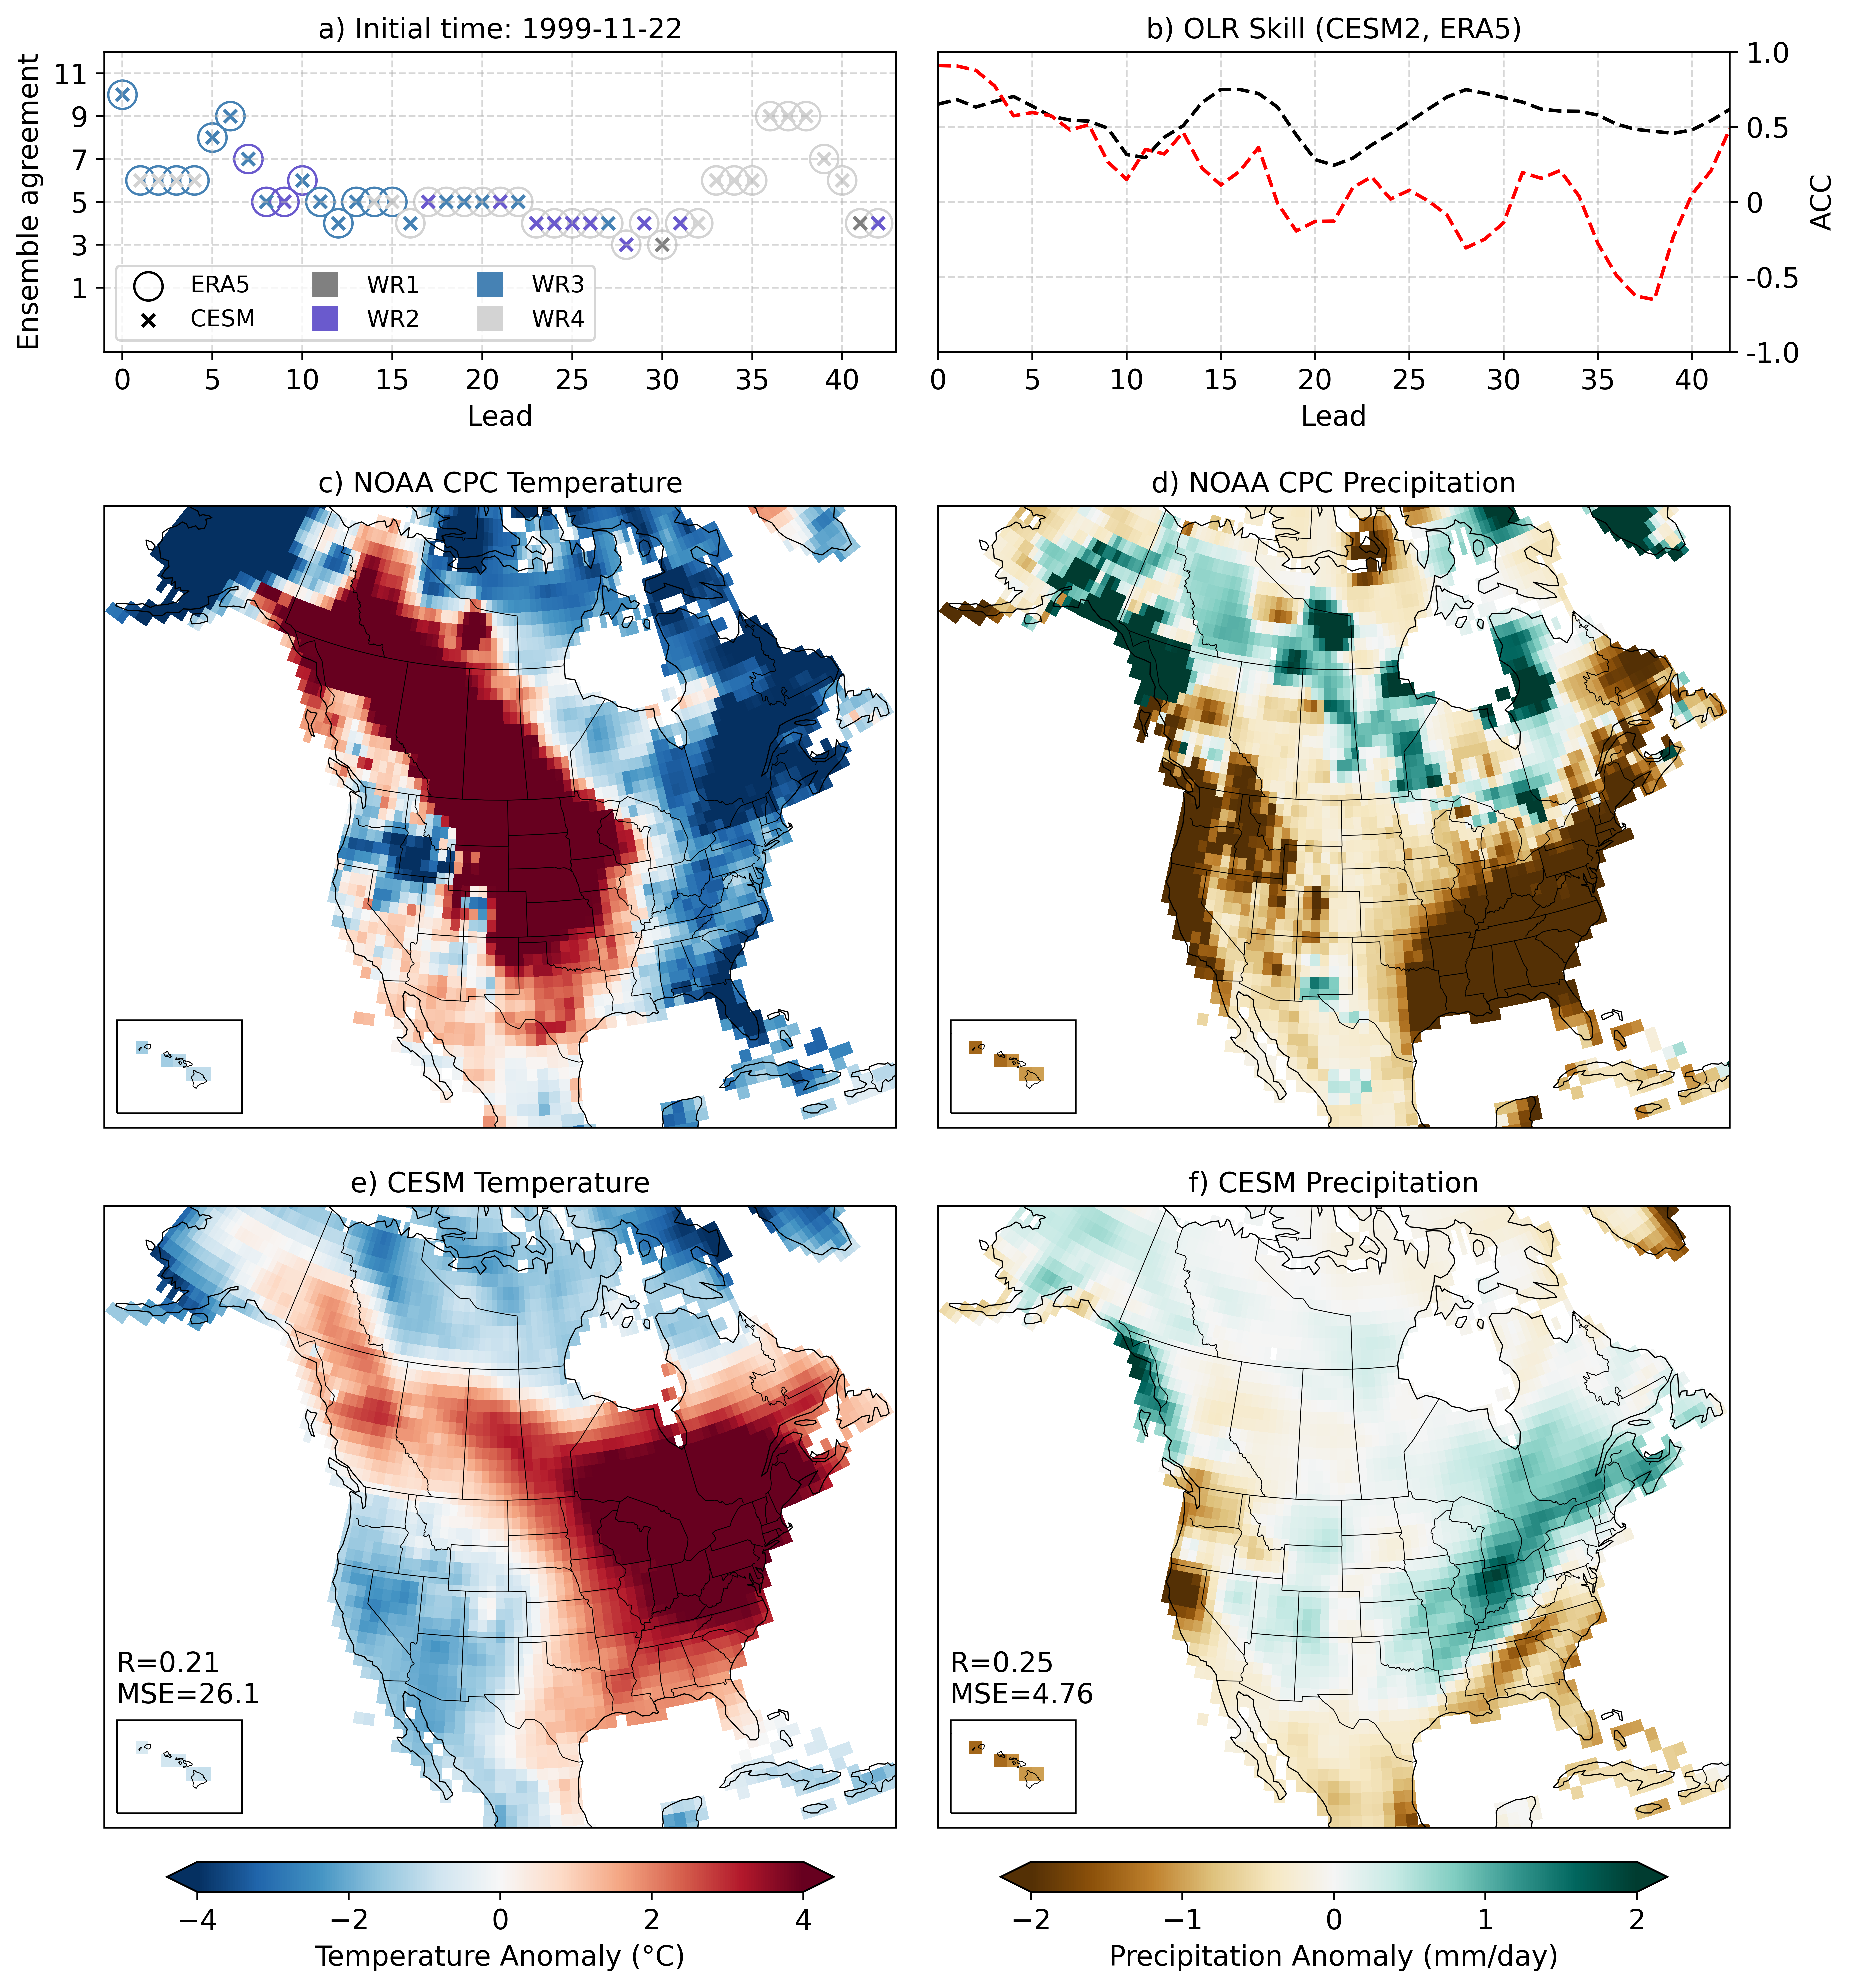 a) Initial time: 1999-11-22
b) OLR Skill (CESM2, ERA5)
Ensemble agreement
11
9
7
5
3
1
ERA5
WR1
WR3
CESM
WR2
WR4
0 5 10 15 20 25 30 35 40
Lead
1.0
0.5
0
-0.5
-1.0
ACC
0 5 10 15 20 25 30 35 40
Lead
c) NOAA CPC Temperature
d) NOAA CPC Precipitation
e) CESM Temperature
f) CESM Precipitation
R=0.21
MSE=26.1
R=0.25
MSE=4.76
−4 −2 0 2 4
Temperature Anomaly (°C)
−2 −1 0 1 2
Precipitation Anomaly (mm/day)